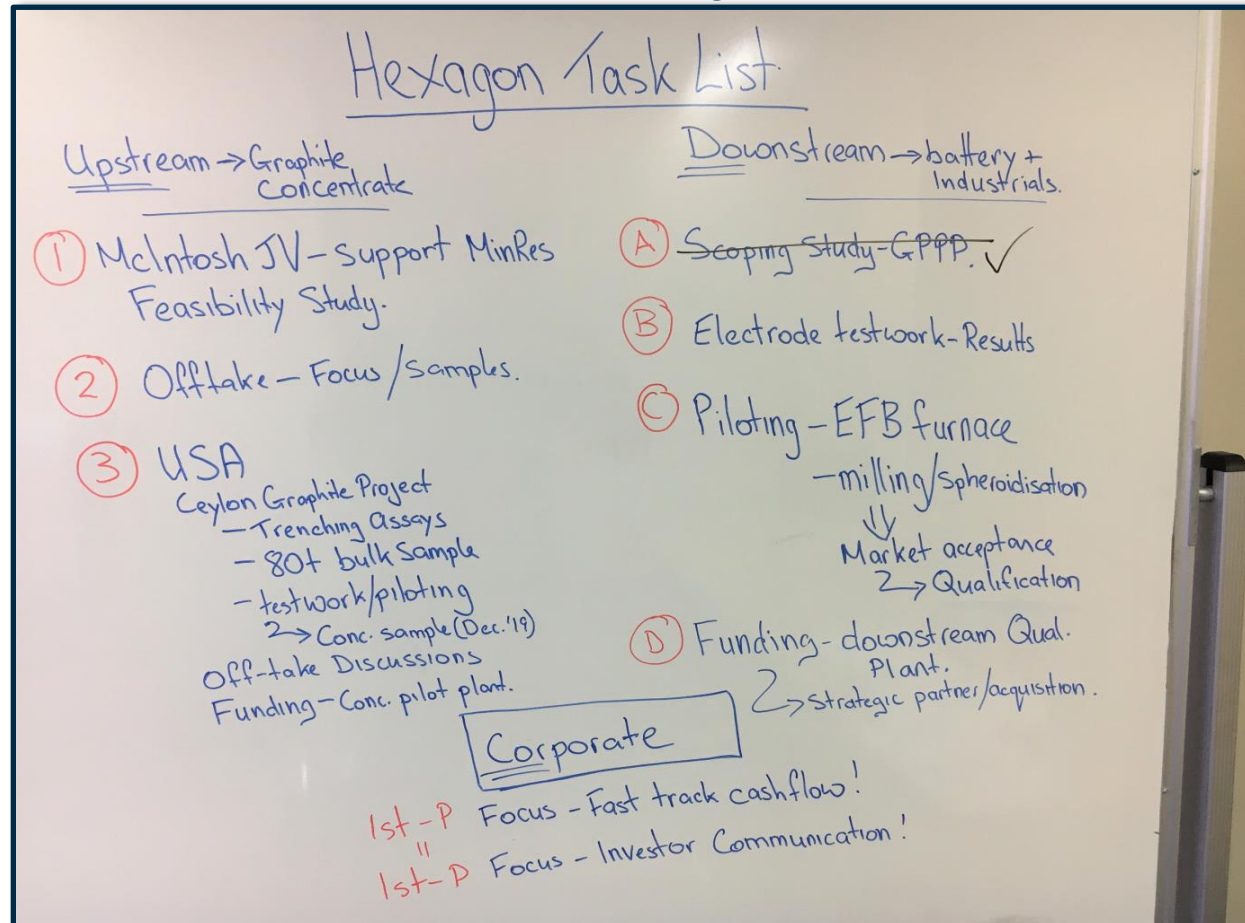 Hexagon Task List.
Upstream → Graphite
Concentrate
1 McIntosh JV - Support MinRes
Feasibility Study.
2 Offtake - Focus/Samples.
3 USA
Ceylon Graphite Project
- Trenching assays
- 80t bulk Sample
- testwork/piloting
↳ Conc. sample (Dec. '19)
Off-take Discussions
Funding - Conc. pilot plant.
Downstream → battery +
Industrials.
A Scoping Study - GPPP. ✓
B Electrode testwork - Results
C Piloting - EFB furnace
- milling/Spheroidisation
⇓
Market acceptance
↳ Qualification
D Funding - downstream Qual.
Plant.
↳ Strategic partner/acquisition.
Corporate
1st - P Focus - Fast track cashflow!
"
1st - P Focus - Investor Communication!